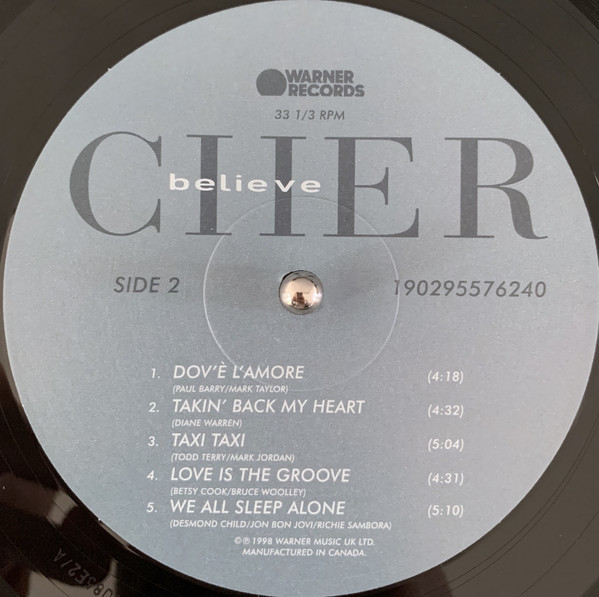 WARNER
RECORDS
33 1/3 RPM
CHER
believe
SIDE 2
190295576240
1. DOV'È L'AMORE (4:18)
(PAUL BARRY/MARK TAYLOR)
2. TAKIN' BACK MY HEART (4:32)
(DIANE WARREN)
3. TAXI TAXI (5:04)
(TODD TERRY/MARK JORDAN)
4. LOVE IS THE GROOVE (4:31)
(BETSY COOK/BRUCE WOOLLEY)
5. WE ALL SLEEP ALONE (5:10)
(DESMOND CHILD/JON BON JOVI/RICHIE SAMBORA)
©℗ 1998 WARNER MUSIC UK LTD.
MANUFACTURED IN CANADA.